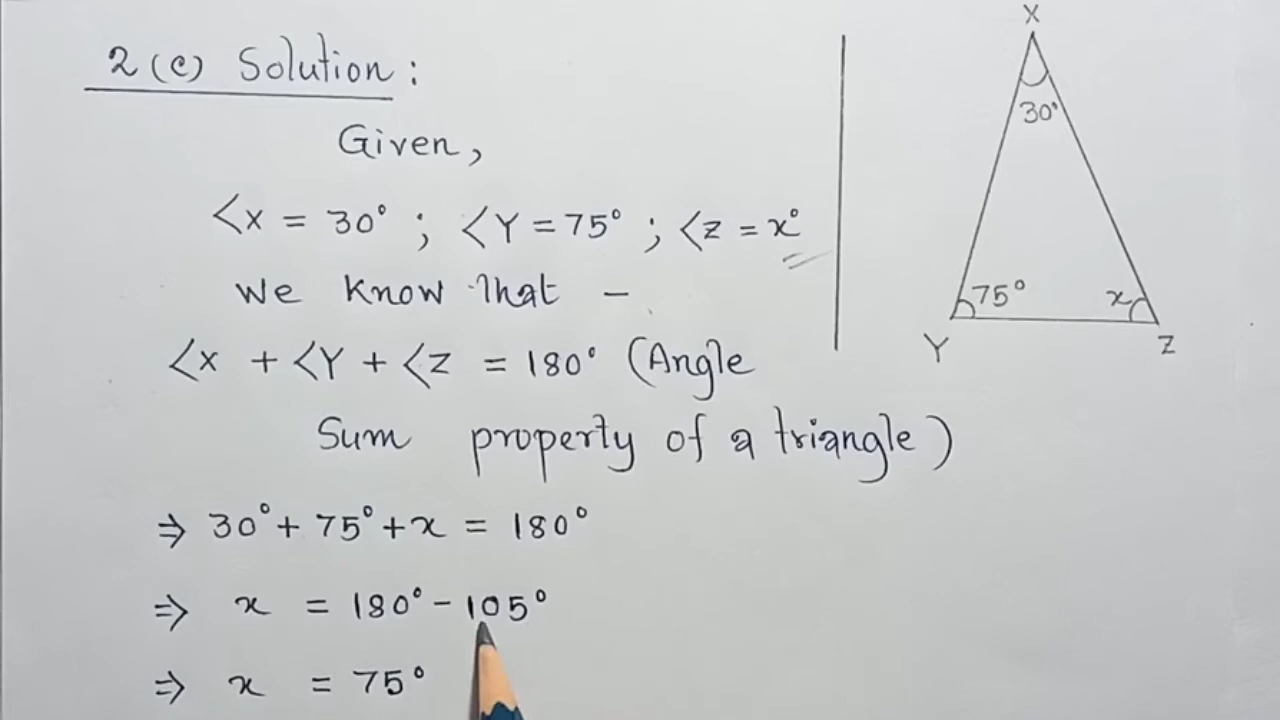 2 (c) Solution :
Given,
<X = 30° ; <Y = 75° ; <Z = x°
We know that –
<X + <Y + <Z = 180° (Angle
Sum property of a triangle)
⇒ 30° + 75° + x = 180°
⇒ x = 180° - 105°
⇒ x = 75°
X
30°
75°
x
Y
Z